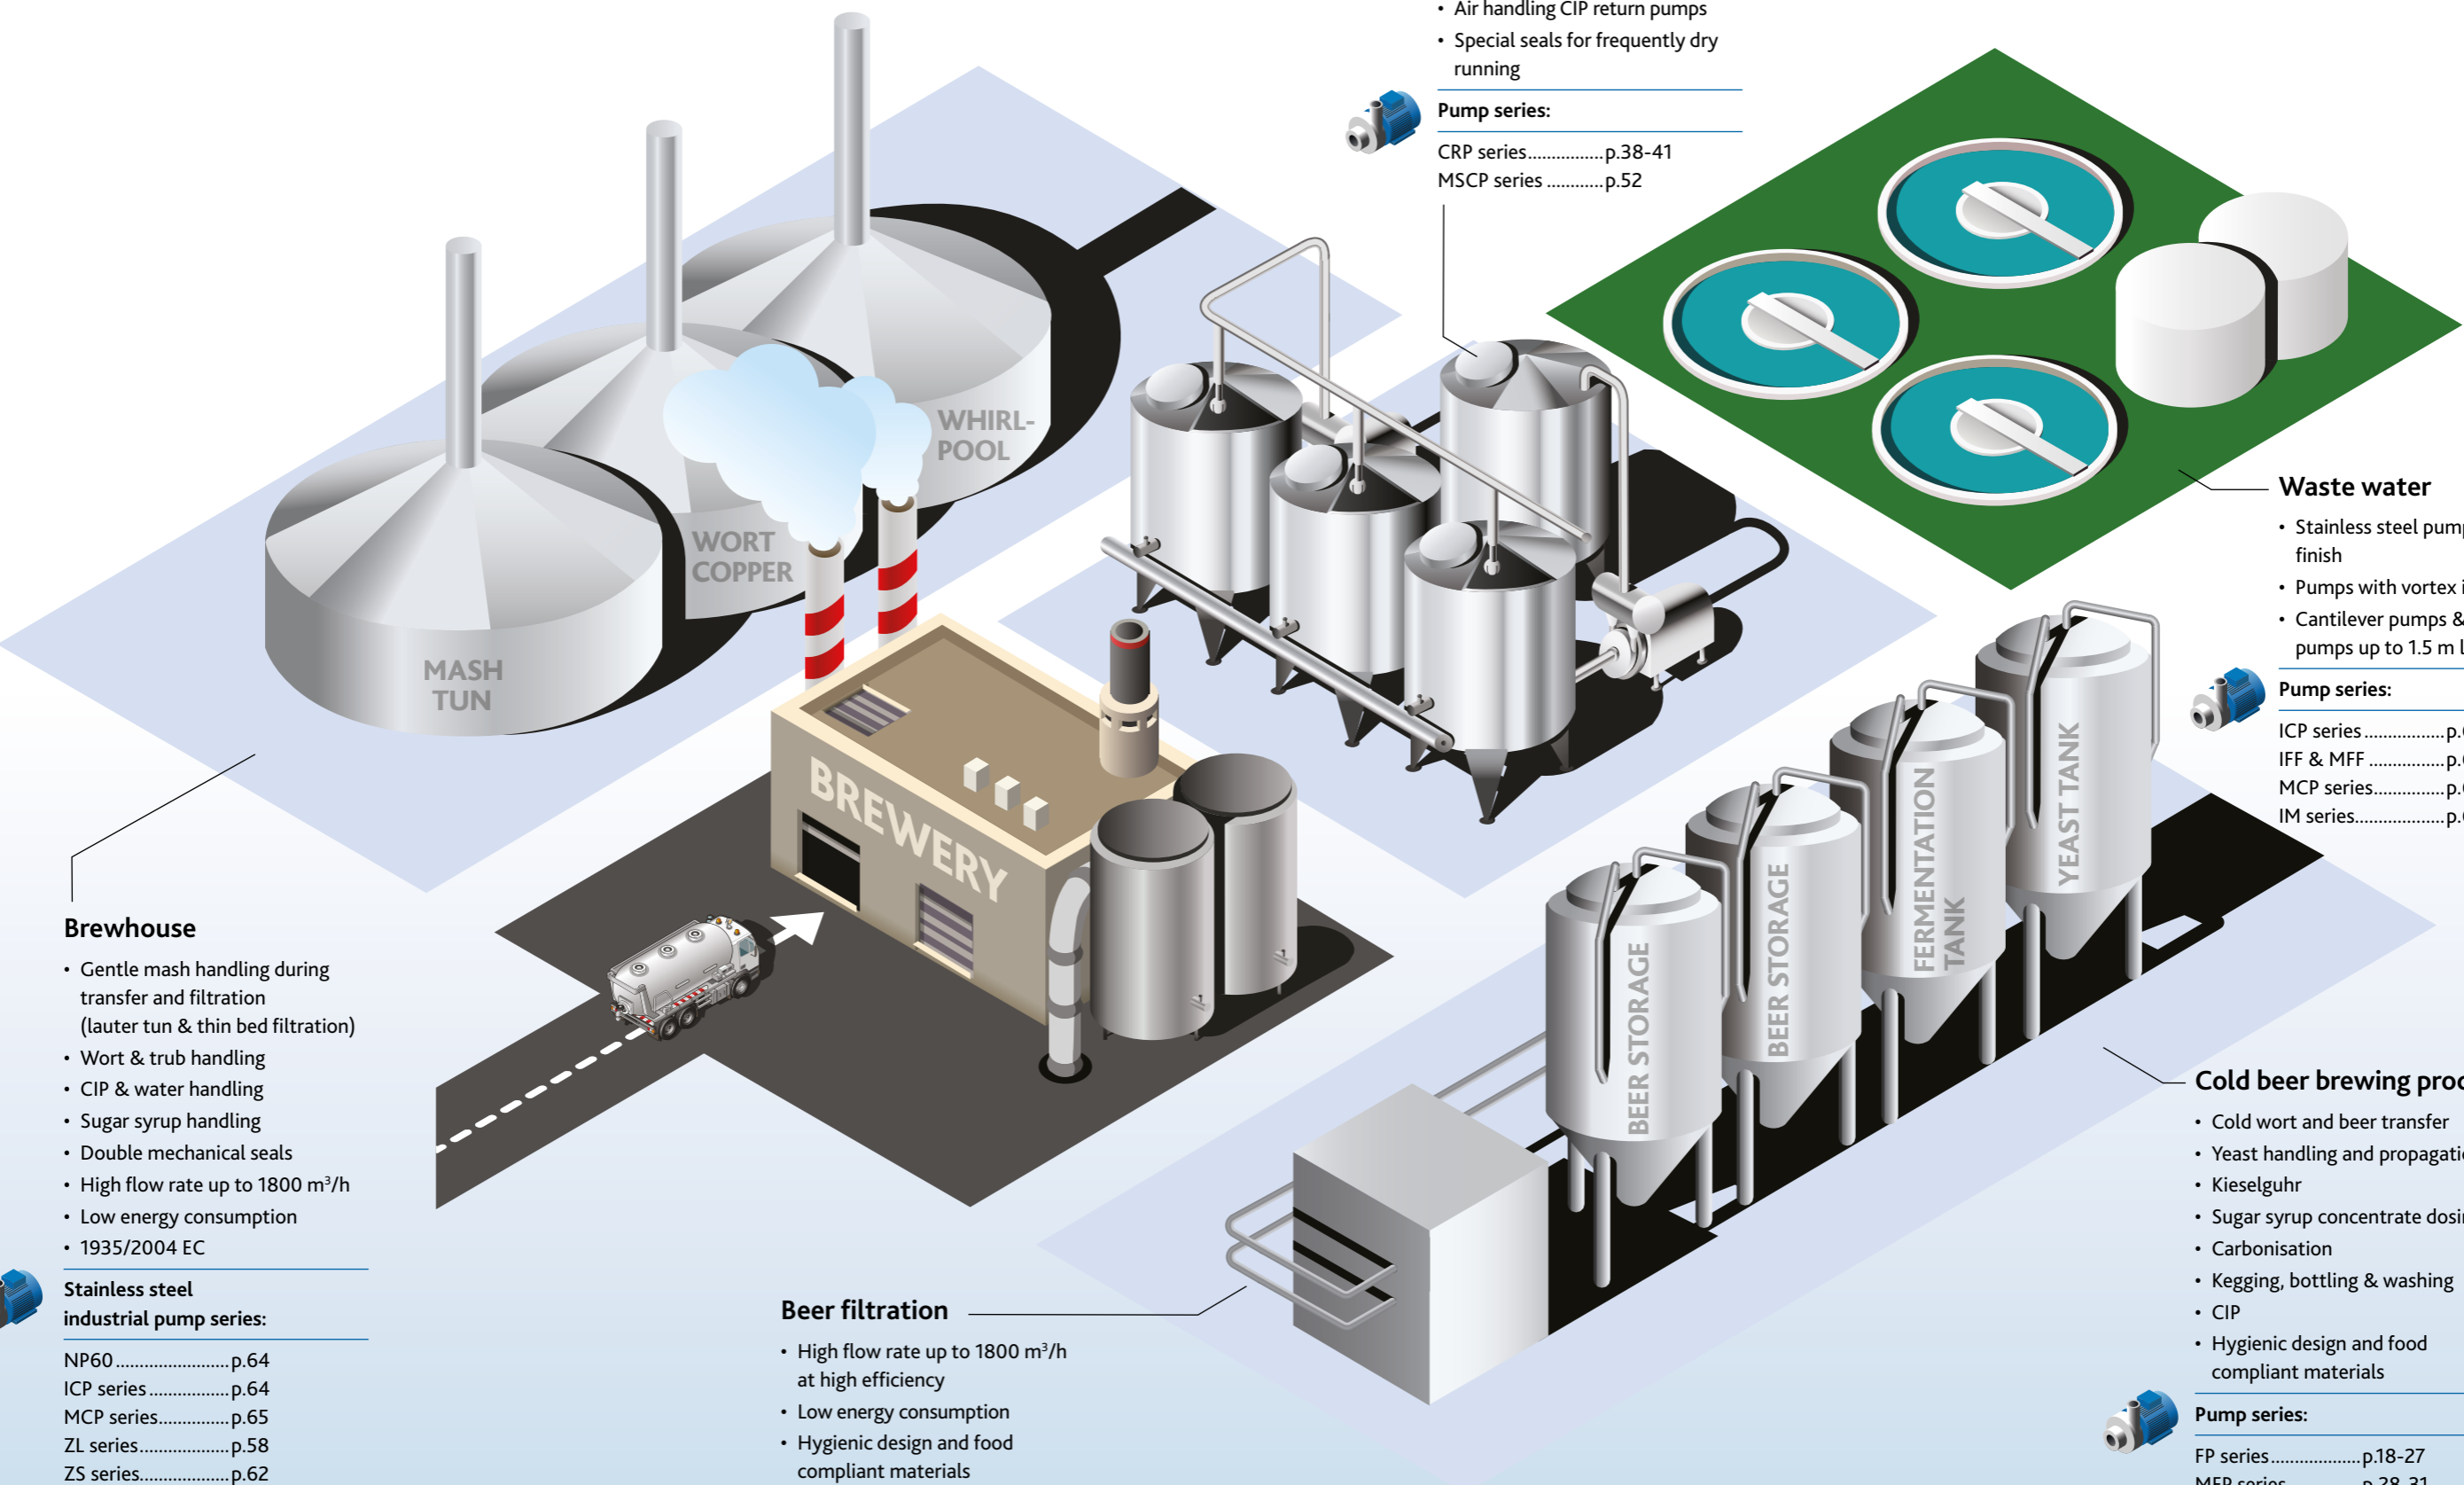 • Air handling CIP return pumps
• Special seals for frequently dry
running
Pump series:
CRP series................p.38-41
MSCP series ............p.52
WHIRL-
POOL
WORT
COPPER
MASH
TUN
BREWERY
Waste water
• Stainless steel
finish
• Pumps with vortex
• Cantilever pumps &
pumps up to 1.5 m
Pump series:
ICP series.................p.
IFF & MFF ................p.
MCP series...............p.
IM series...................p.
YEAST TANK
FERMENTATION
TANK
BEER STORAGE
BEER STORAGE
Brewhouse
• Gentle mash handling during
transfer and filtration
(lauter tun & thin bed filtration)
• Wort & trub handling
• CIP & water handling
• Sugar syrup handling
• Double mechanical seals
• High flow rate up to 1800 m³/h
• Low energy consumption
• 1935/2004 EC
Stainless steel
industrial pump series:
NP60........................p.64
ICP series.................p.64
MCP series...............p.65
ZL series...................p.58
ZS series...................p.62
Beer filtration
• High flow rate up to 1800 m³/h
at high efficiency
• Low energy consumption
• Hygienic design and food
compliant materials
Cold beer brewing
• Cold wort and beer transfer
• Yeast handling and
• Kieselguhr
• Sugar syrup concentrate
• Carbonisation
• Kegging, bottling & washing
• CIP
• Hygienic design and food
compliant materials
Pump series:
FP series...................p.18-27